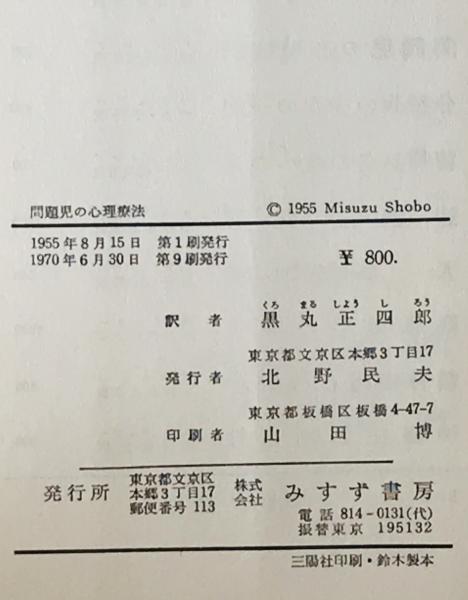 問題児の心理療法
© 1955 Misuzu Shobo
1955年8月15日 第1刷発行
1970年6月30日 第9刷発行
¥ 800.
くろ まる しよう し ろう
訳者 黒丸正四郎
東京都文京区本郷3丁目17
発行者 北野民夫
東京都板橋区板橋4-47-7
印刷者 山田博
発行所
東京都文京区
本郷3丁目17
郵便番号 113
株式
会社
みすず書房
電話 814-0131(代)
振替東京 195132
三陽社印刷・鈴木製本